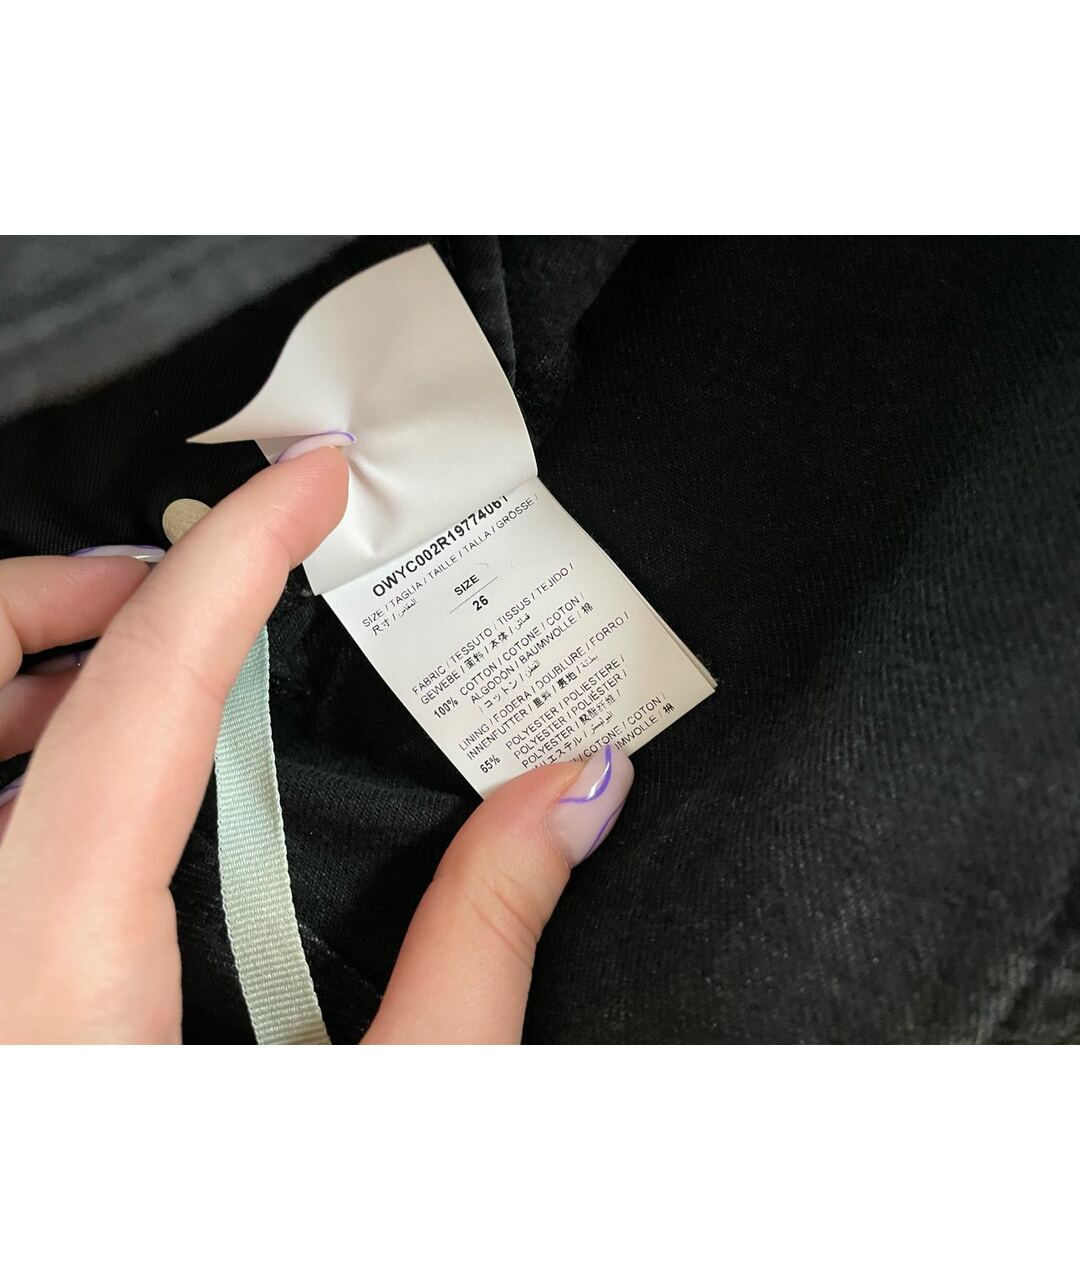 OWYC002R19774061
SIZE / TAGLIA / TAILLE / TALLA / GRÖSSE /
尺寸 / المقاس
SIZE
26
FABRIC / TESSUTO / TISSUS / TEJIDO /
GEWEBE / 面料 / 本体 / قماش
100% COTTON / COTONE / COTON /
ALGODÓN / BAUMWOLLE / 棉
/ コットン / القطن
LINING / FODERA / DOUBLURE / FORRO /
INNENFUTTER / 里料 / 裏地 / بطانة
65% POLYESTER / POLIESTERE /
POLYESTER / POLIÉSTER /
POLYESTER / 聚酯纤维 /
エステル / البوليستر
/ COTONE / COTON /
/ 棉